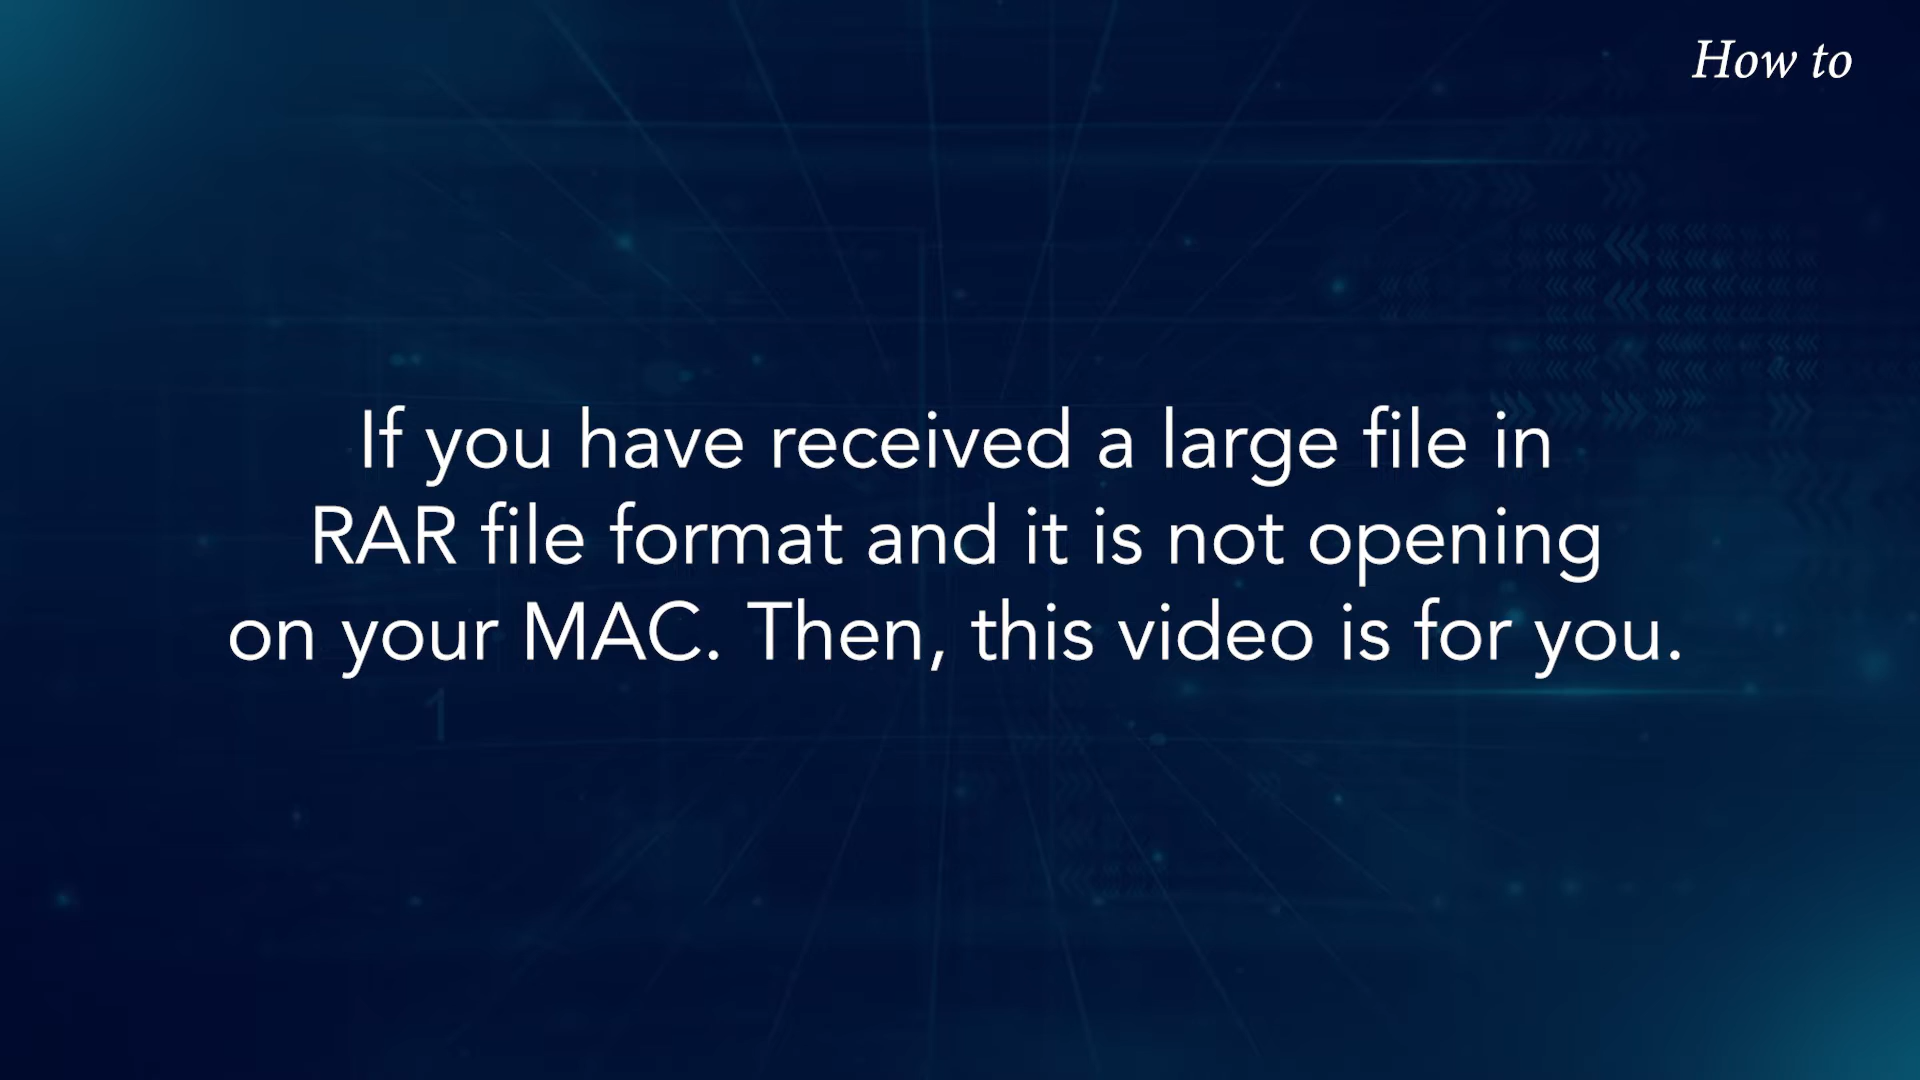 How to
If you have received a large file in
RAR file format and it is not opening
on your MAC. Then, this video is for you.
1